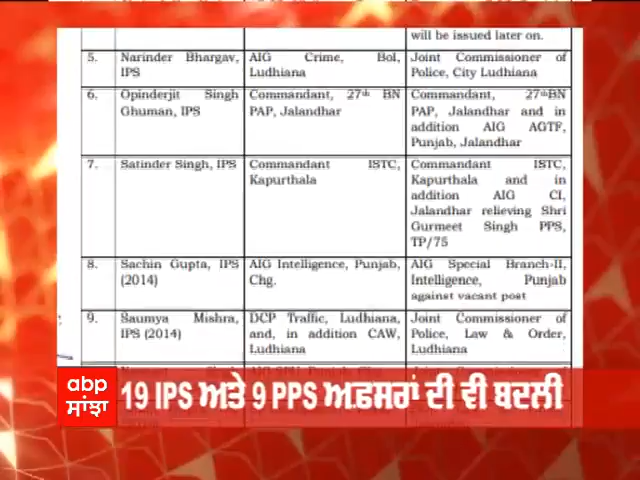 will be issued later on.
5. Narinder Bhargav, IPS AIG Crime, BoI, Ludhiana Joint Commissioner of Police, City Ludhiana
6. Opinderjit Singh Ghuman, IPS Commandant, 27th BN PAP, Jalandhar Commandant, 27thBN PAP, Jalandhar and in addition AIG AGTF, Punjab, Jalandhar
7. Satinder Singh, IPS Commandant ISTC, Kapurthala Commandant ISTC, Kapurthala and in addition AIG CI, Jalandhar relieving Shri Gurmeet Singh PPS, TP/75
8. Sachin Gupta, IPS (2014) AIG Intelligence, Punjab, Chg. AIG Special Branch-II, Intelligence, Punjab against vacant post
9. Saumya Mishra, IPS (2014) DCP Traffic, Ludhiana, and, in addition CAW, Ludhiana Joint Commissioner of Police, Law & Order, Ludhiana
abp
ਸਾਂਝਾ
19 IPS ਅਤੇ 9 PPS ਅਫ਼ਸਰਾਂ ਦੀ ਵੀ ਬਦਲੀ